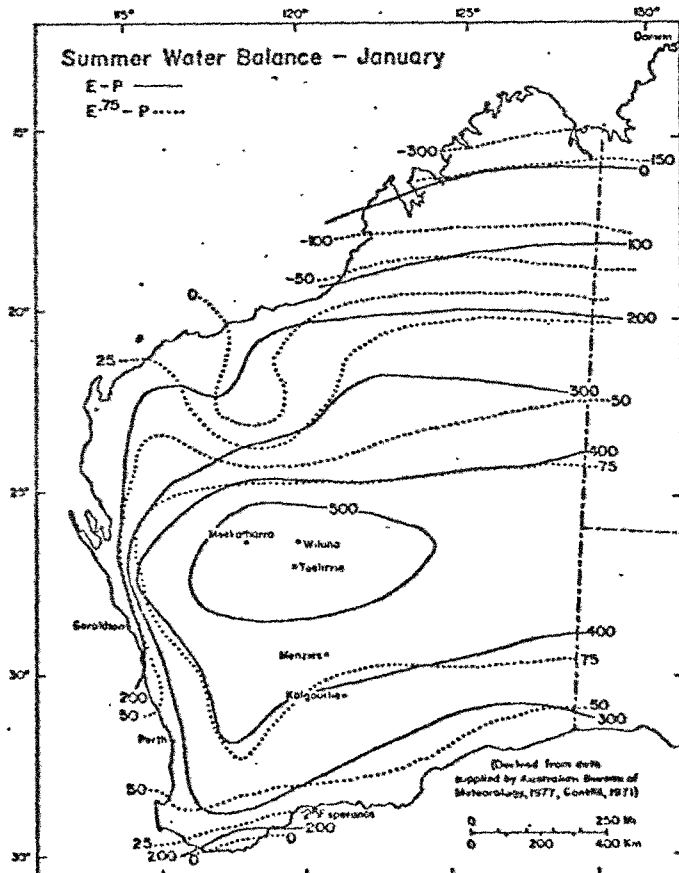 115° 120° 125° 130°
Darwin
Summer Water Balance - January
E-P
E.75-P
15°
-300
150
0
-100
100
-50
0
20°
200
25
300
50
400
75
25°
500
Meekatharra
Wiluna
Yeelirrie
Geraldton
400
Menzies
75
30°
Kalgoorlie
200
50
50
300
Perth
(Derived from data
supplied by Australian Bureau of
Meteorology, 1977, Gentilli, 1971)
50
Esperance
200
0 250 Mi
25
200
0
0
0 200 400 Km